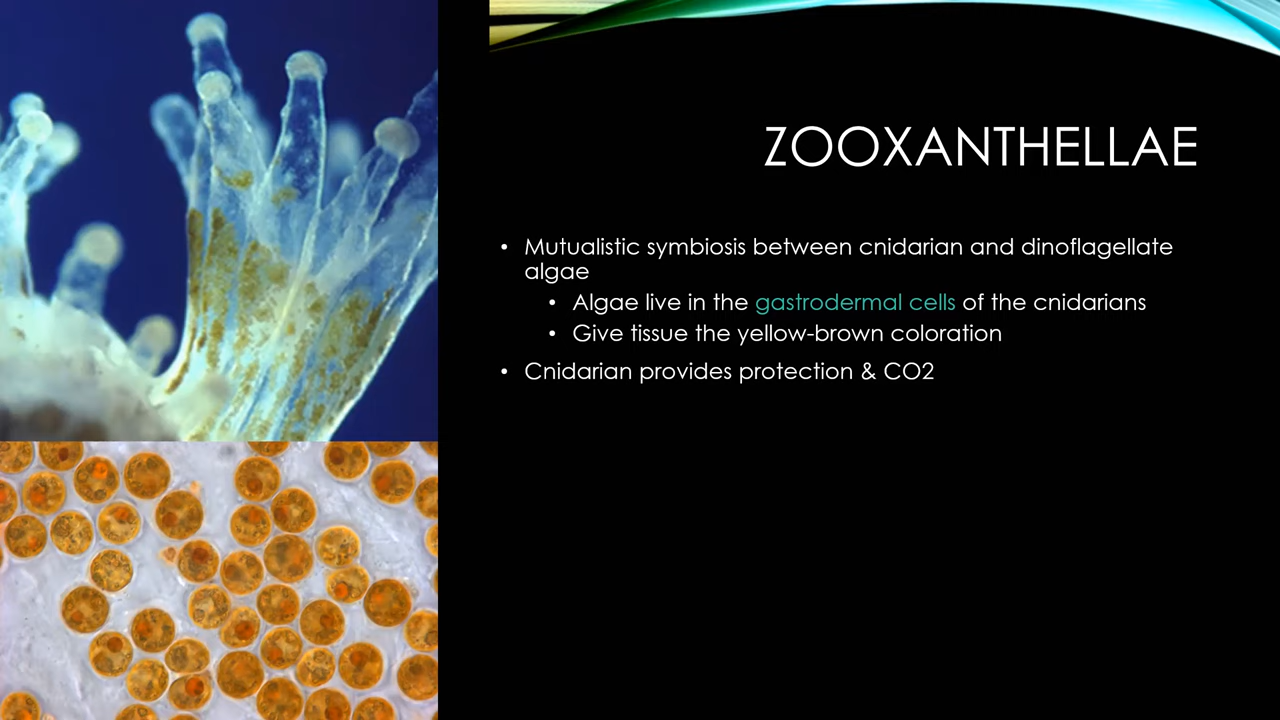 ZOOXANTHELLAE
• Mutualistic symbiosis between cnidarian and dinoflagellate
algae
• Algae live in the gastrodermal cells of the cnidarians
• Give tissue the yellow-brown coloration
• Cnidarian provides protection & CO2